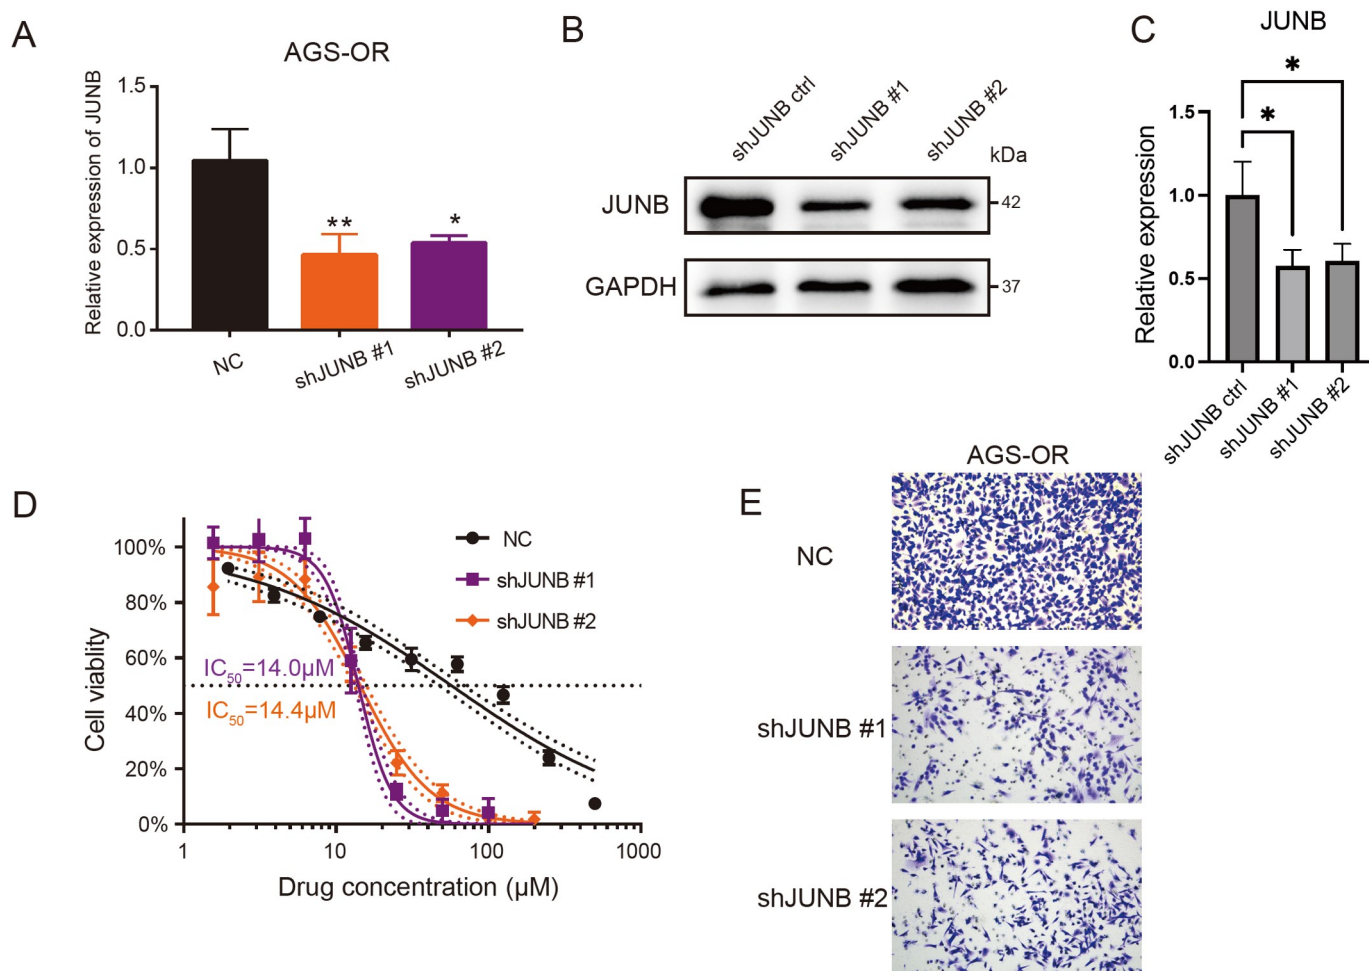 A
AGS-OR
Relative expression of JUNB
1.5
1.0
0.5
0.0
**
*
NC
shJUNB #1
shJUNB #2
B
shJUNB ctrl
shJUNB #1
shJUNB #2
kDa
JUNB
42
GAPDH
37
C
JUNB
*
*
Relative expression
1.5
1.0
0.5
0.0
shJUNB ctrl
shJUNB #1
shJUNB #2
D
Cell viablity
100%
80%
60%
40%
20%
0%
NC
shJUNB #1
shJUNB #2
IC50=14.0μM
IC50=14.4μM
1
10
100
1000
Drug concentration (μM)
E
AGS-OR
NC
shJUNB #1
shJUNB #2